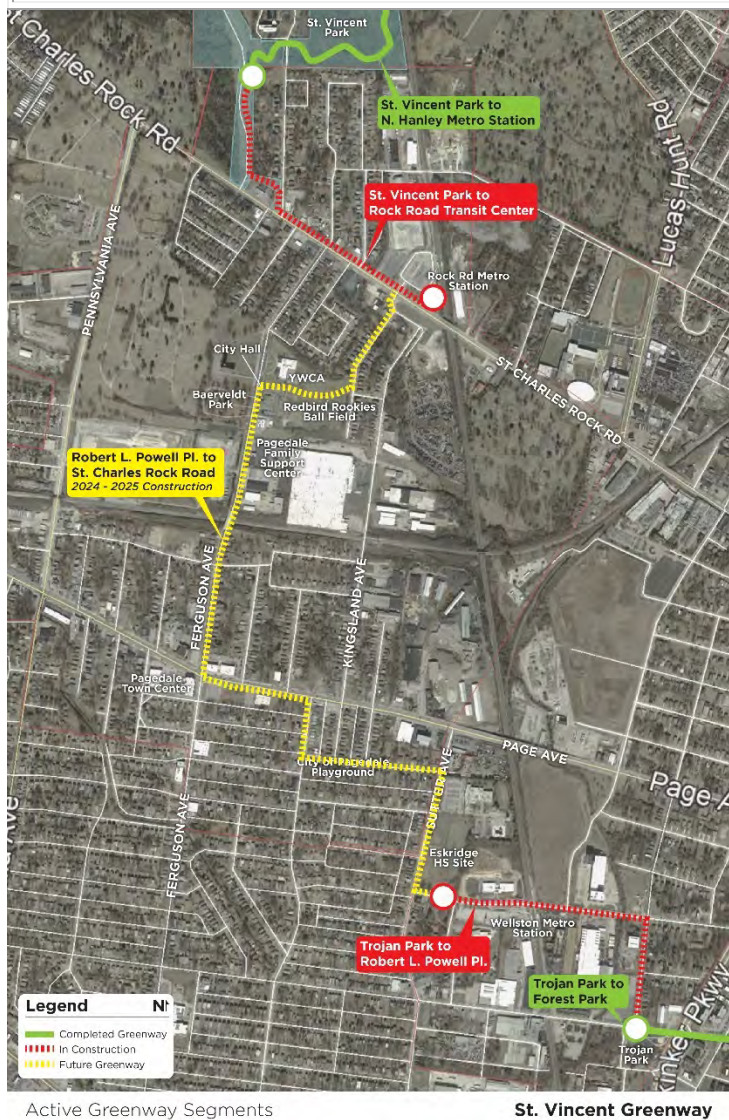 St Charles Rock Rd
St. Vincent
Park
St. Vincent Park to
N. Hanley Metro Station
Lucas-Hunt Rd
St. Vincent Park to
Rock Road Transit Center
PENNSYLVANIA AVE
Rock Rd Metro
Station
City Hall
YWCA
Baerveldt
Park
Redbird Rookies
Ball Field
ST CHARLES ROCK RD
Pagedale
Family
Support
Center
Robert L. Powell Pl. to
St. Charles Rock Road
2024 - 2025 Construction
FERGUSON AVE
KINGSLAND AVE
Pagedale
Town Center
PAGE AVE
City of Pagedale
Playground
Page A
SUTTER AVE
Ave
FERGUSON AVE
Eskridge
HS Site
Wellston Metro
Station
Trojan Park to
Robert L. Powell Pl.
Trojan Park to
Forest Park
kinker Pkwy
Trojan
Park
Legend N
Completed Greenway
In Construction
Future Greenway
Active Greenway Segments
St. Vincent Greenway